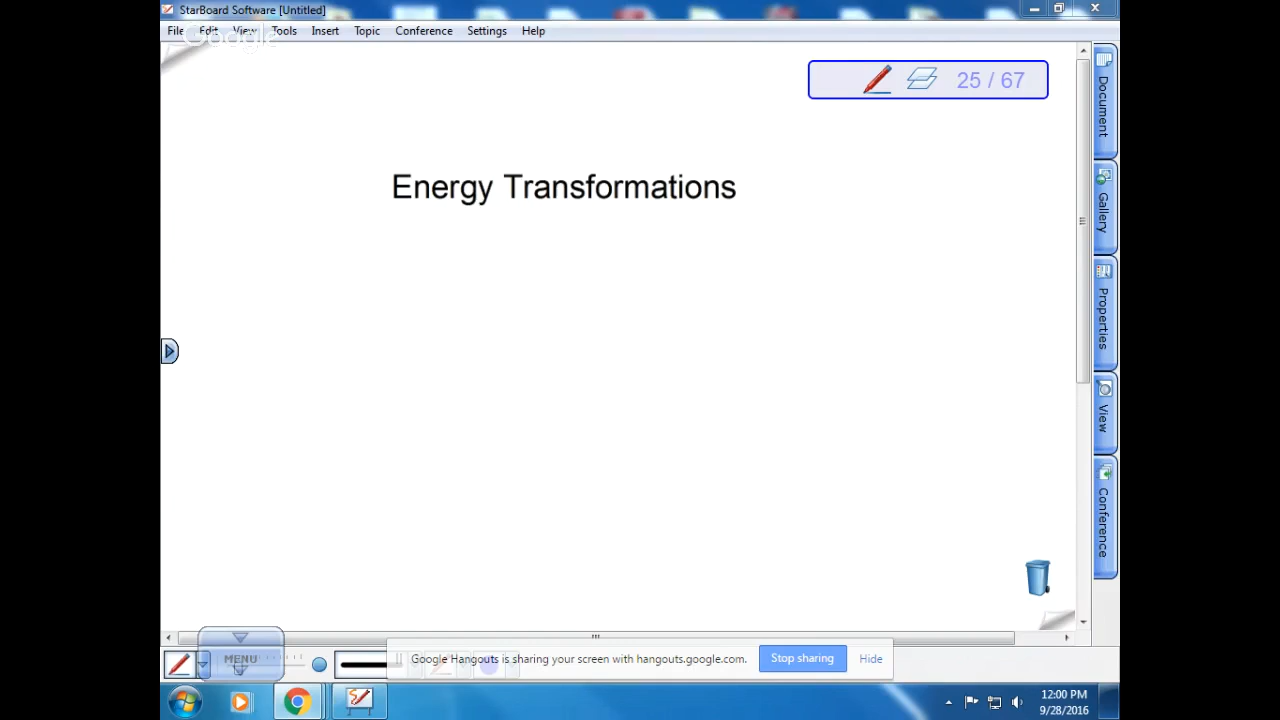 StarBoard Software [Untitled]
File Edit View Tools Insert Topic Conference Settings Help
Google
25 / 67
Energy Transformations
Document
Gallery
Properties
View
Conference
MENU
Google Hangouts is sharing your screen with hangouts.google.com.
Stop sharing
Hide
12:00 PM
9/28/2016